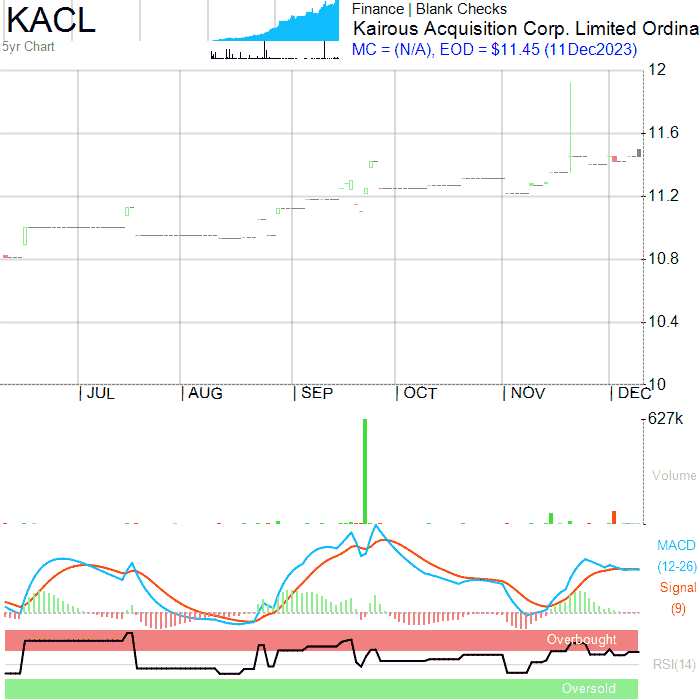 KACL
5yr Chart
Finance | Blank Checks
Kairous Acquisition Corp. Limited Ordina
MC = (N/A), EOD = $11.45 (11Dec2023)
12
11.6
11.2
10.8
10.4
10
| JUL | AUG | SEP | OCT | NOV | DEC
627k
Volume
MACD
(12-26)
Signal
(9)
Overbought
RSI(14)
Oversold